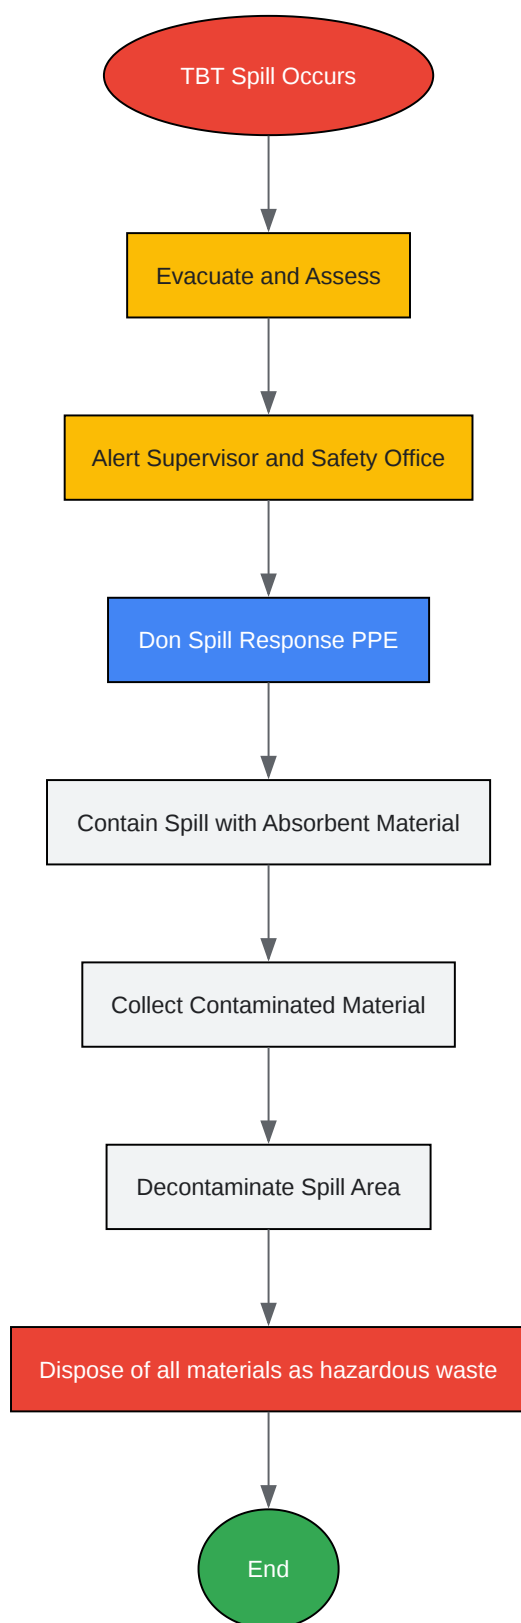 TBT Spill Occurs
Evacuate and Assess
Alert Supervisor and Safety Office
Don Spill Response PPE
Contain Spill with Absorbent Material
Collect Contaminated Material
Decontaminate Spill Area
Dispose of all materials as hazardous waste
End